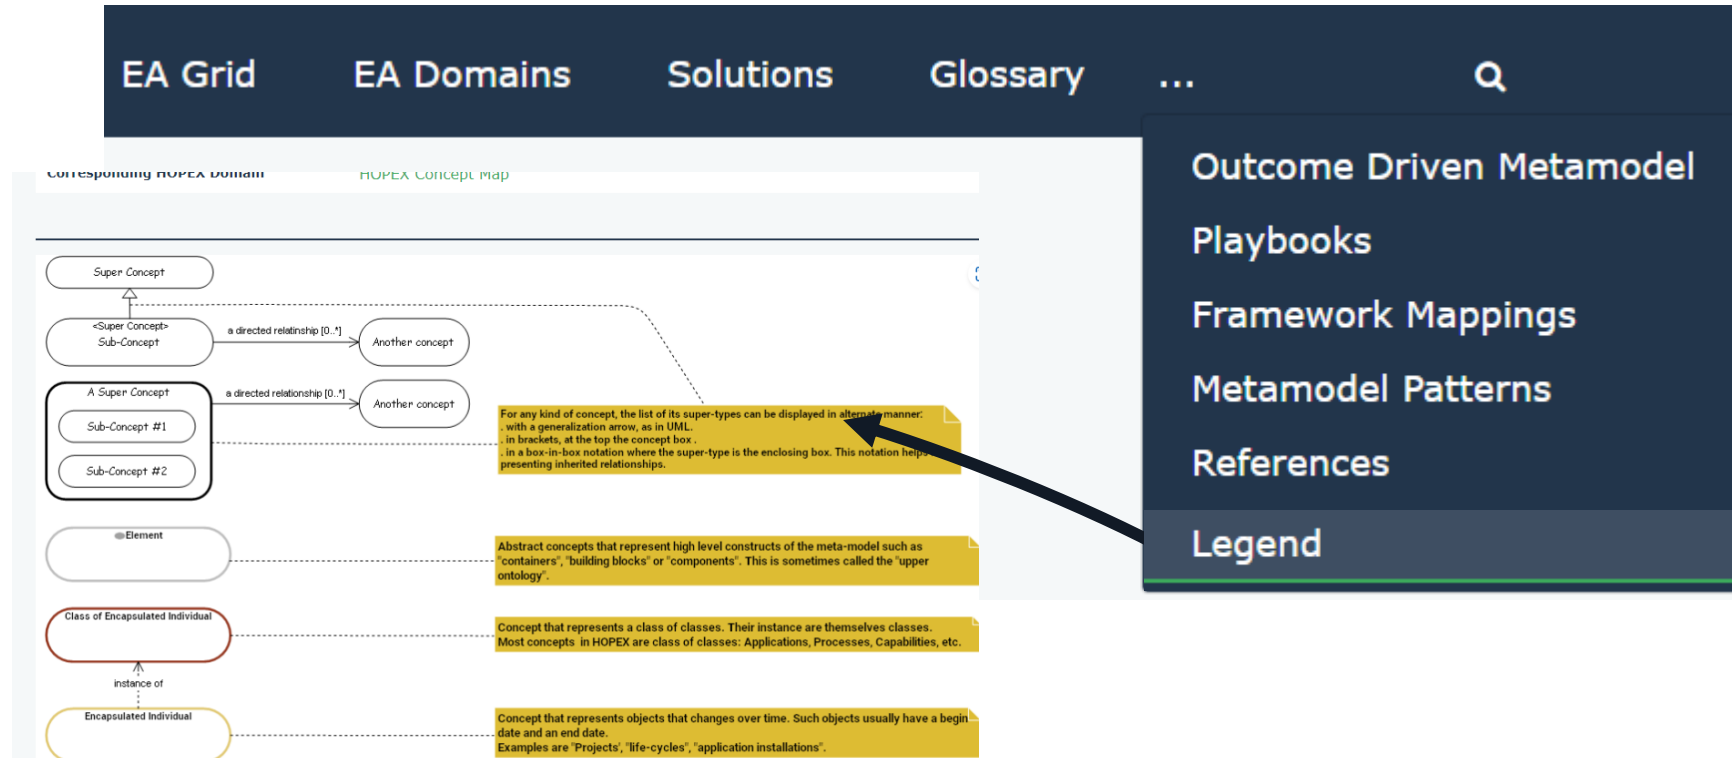 EA Grid EA Domains Solutions Glossary ...
Outcome Driven Metamodel
Playbooks
Framework Mappings
Metamodel Patterns
References
Legend
Corresponding HOPEX Domain HOPEX Concept Map
Super Concept
<Super Concept>
Sub-Concept
a directed relatinship [0..*]
Another concept
A Super Concept
Sub-Concept #1
Sub-Concept #2
a directed relationship [0..*]
Another concept
For any kind of concept, the list of its super-types can be displayed in alternate manner:
. with a generalization arrow, as in UML.
. in brackets, at the top the concept box .
. in a box-in-box notation where the super-type is the enclosing box. This notation helps
presenting inherited relationships.
Element
Abstract concepts that represent high level constructs of the meta-model such as
"containers", "building blocks" or "components". This is sometimes called the "upper
ontology".
Class of Encapsulated Individual
Concept that represents a class of classes. Their instance are themselves classes.
Most concepts in HOPEX are class of classes: Applications, Processes, Capabilities, etc.
instance of
Encapsulated Individual
Concept that represents objects that changes over time. Such objects usually have a begin
date and an end date.
Examples are "Projects', "life-cycles", "application installations".